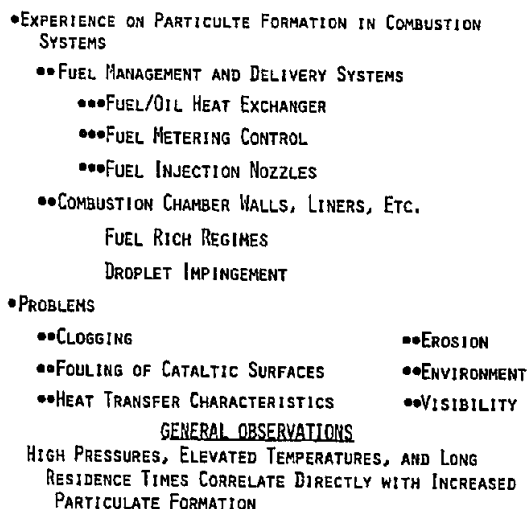 •Experience on Particulte Formation in Combustion
Systems
••Fuel Management and Delivery Systems
•••Fuel/Oil Heat Exchanger
•••Fuel Metering Control
•••Fuel Injection Nozzles
••Combustion Chamber Walls, Liners, Etc.
Fuel Rich Regimes
Droplet Impingement
•Problems
••Clogging ••Erosion
••Fouling of Cataltic Surfaces ••Environment
••Heat Transfer Characteristics ••Visibility
GENERAL OBSERVATIONS
High Pressures, Elevated Temperatures, and Long
Residence Times Correlate Directly with Increased
Particulate Formation